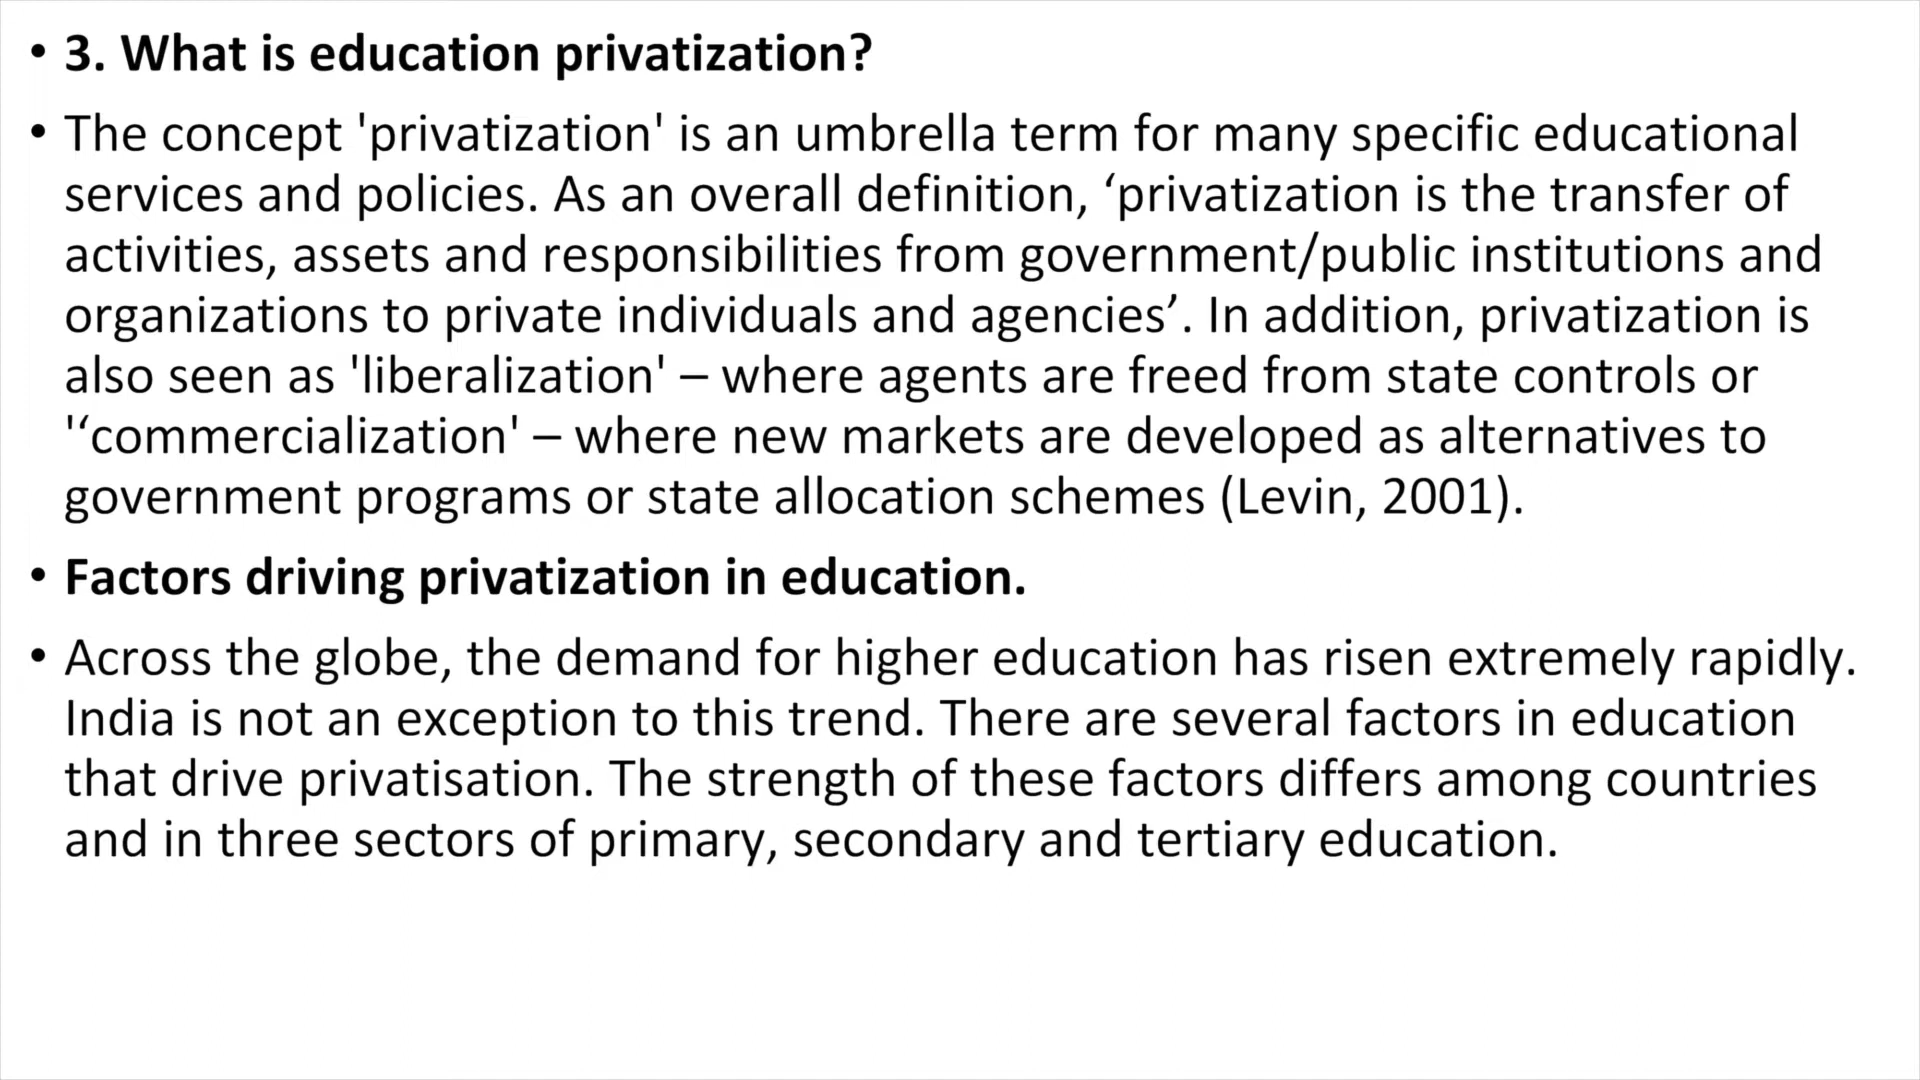 • 3. What is education privatization?
• The concept 'privatization' is an umbrella term for many specific educational
services and policies. As an overall definition, ‘privatization is the transfer of
activities, assets and responsibilities from government/public institutions and
organizations to private individuals and agencies’. In addition, privatization is
also seen as 'liberalization' – where agents are freed from state controls or
'‘commercialization' – where new markets are developed as alternatives to
government programs or state allocation schemes (Levin, 2001).
• Factors driving privatization in education.
• Across the globe, the demand for higher education has risen extremely rapidly.
India is not an exception to this trend. There are several factors in education
that drive privatisation. The strength of these factors differs among countries
and in three sectors of primary, secondary and tertiary education.